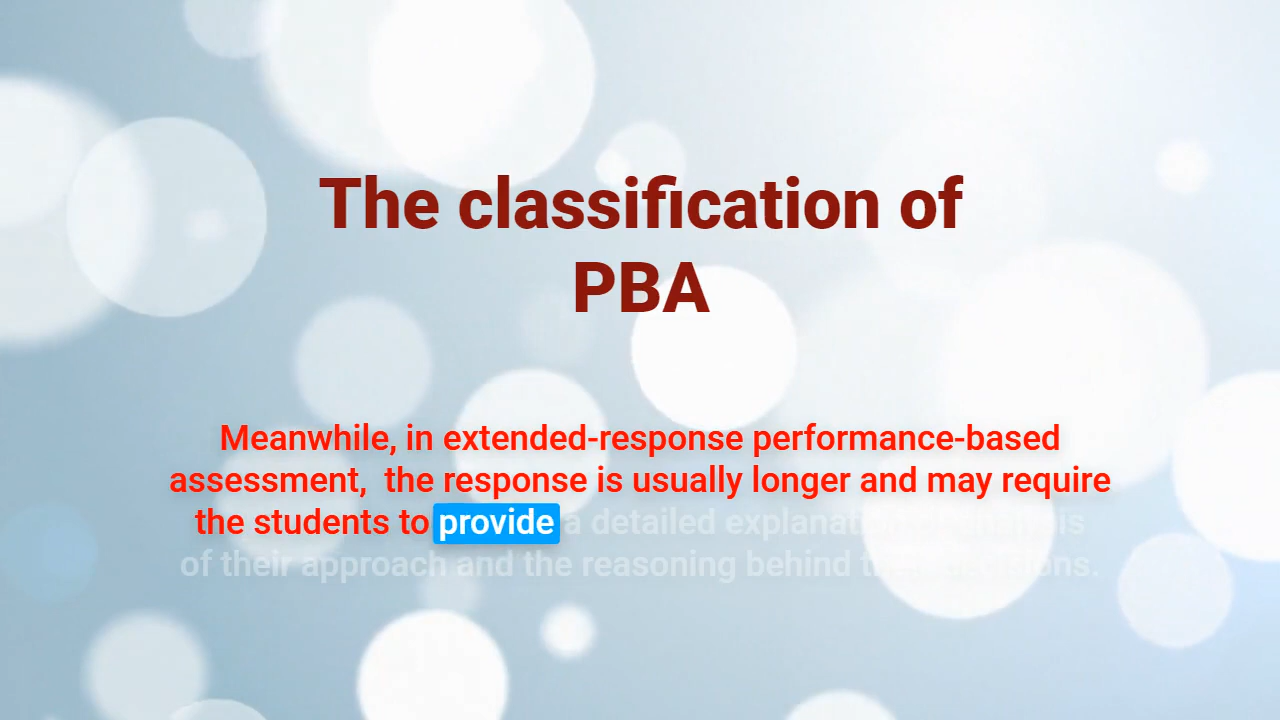 The classification of
PBA
Meanwhile, in extended-response performance-based
assessment, the response is usually longer and may require
the students to provide a detailed explanation
of their approach and the reasoning behind